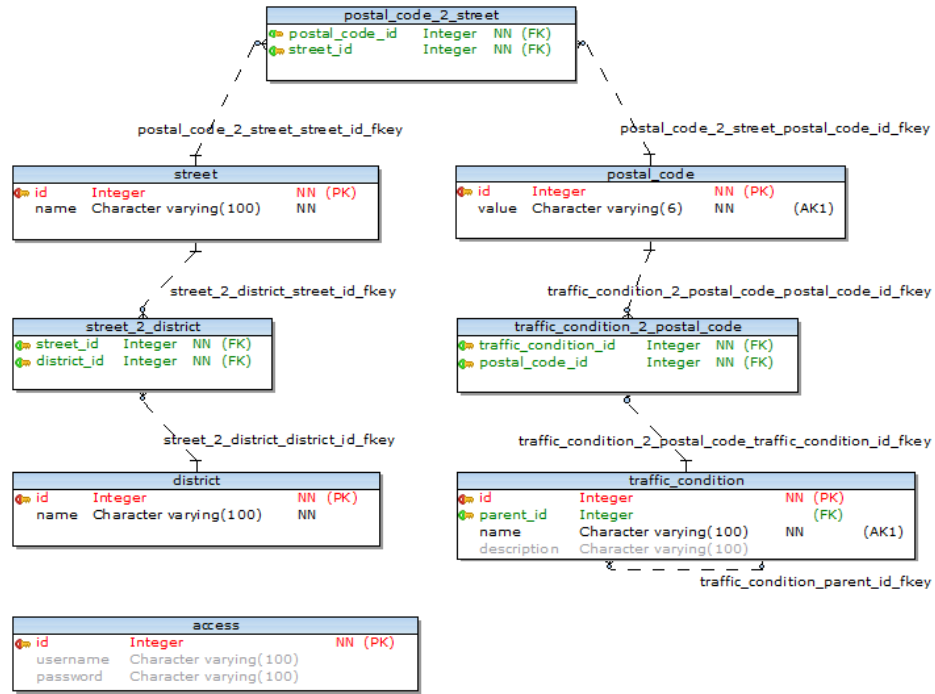 postal_code_2_street
postal_code_id Integer NN (FK)
street_id Integer NN (FK)
postal_code_2_street_street_id_fkey
postal_code_2_street_postal_code_id_fkey
street
id Integer NN (PK)
name Character varying(100) NN
postal_code
id Integer NN (PK)
value Character varying(6) NN (AK1)
street_2_district_street_id_fkey
traffic_condition_2_postal_code_postal_code_id_fkey
street_2_district
street_id Integer NN (FK)
district_id Integer NN (FK)
traffic_condition_2_postal_code
traffic_condition_id Integer NN (FK)
postal_code_id Integer NN (FK)
street_2_district_district_id_fkey
traffic_condition_2_postal_code_traffic_condition_id_fkey
district
id Integer NN (PK)
name Character varying(100) NN
traffic_condition
id Integer NN (PK)
parent_id Integer (FK)
name Character varying(100) NN (AK1)
description Character varying(100)
traffic_condition_parent_id_fkey
access
id Integer NN (PK)
username Character varying(100)
password Character varying(100)